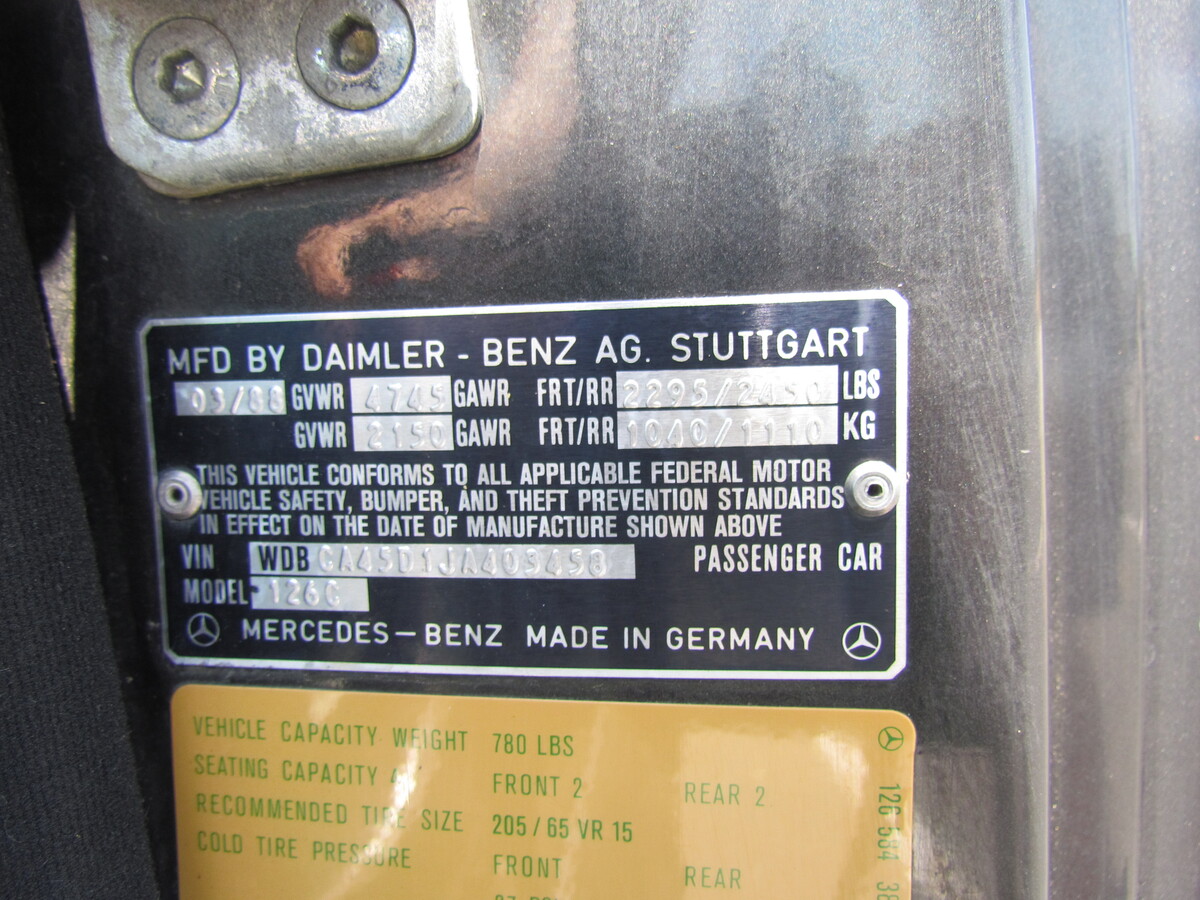 MFD BY DAIMLER - BENZ AG. STUTTGART
03/88 GVWR 4745 GAWR FRT/RR 2295/2450 LBS
GVWR 2150 GAWR FRT/RR 1040/1110 KG
THIS VEHICLE CONFORMS TO ALL APPLICABLE FEDERAL MOTOR
VEHICLE SAFETY, BUMPER, AND THEFT PREVENTION STANDARDS
IN EFFECT ON THE DATE OF MANUFACTURE SHOWN ABOVE
VIN WDBCA45D1JA403458 PASSENGER CAR
MODEL 126C
MERCEDES-BENZ MADE IN GERMANY
VEHICLE CAPACITY WEIGHT 780 LBS
SEATING CAPACITY 4 FRONT 2 REAR 2
RECOMMENDED TIRE SIZE 205/65 VR 15
COLD TIRE PRESSURE FRONT REAR
126 584 38